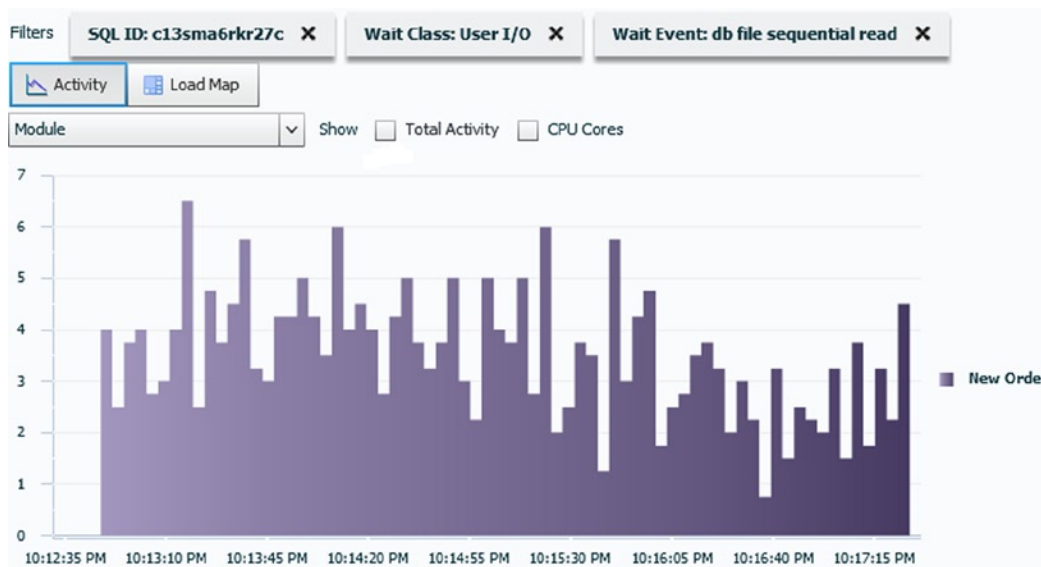 Filters SQL ID: c13sma6rkr27c X Wait Class: User I/O X Wait Event: db file sequential read X
Activity Load Map
Module Show Total Activity CPU Cores
7
6
5
4
3
2
1
0
New Orde
10:12:35 PM 10:13:10 PM 10:13:45 PM 10:14:20 PM 10:14:55 PM 10:15:30 PM 10:16:05 PM 10:16:40 PM 10:17:15 PM